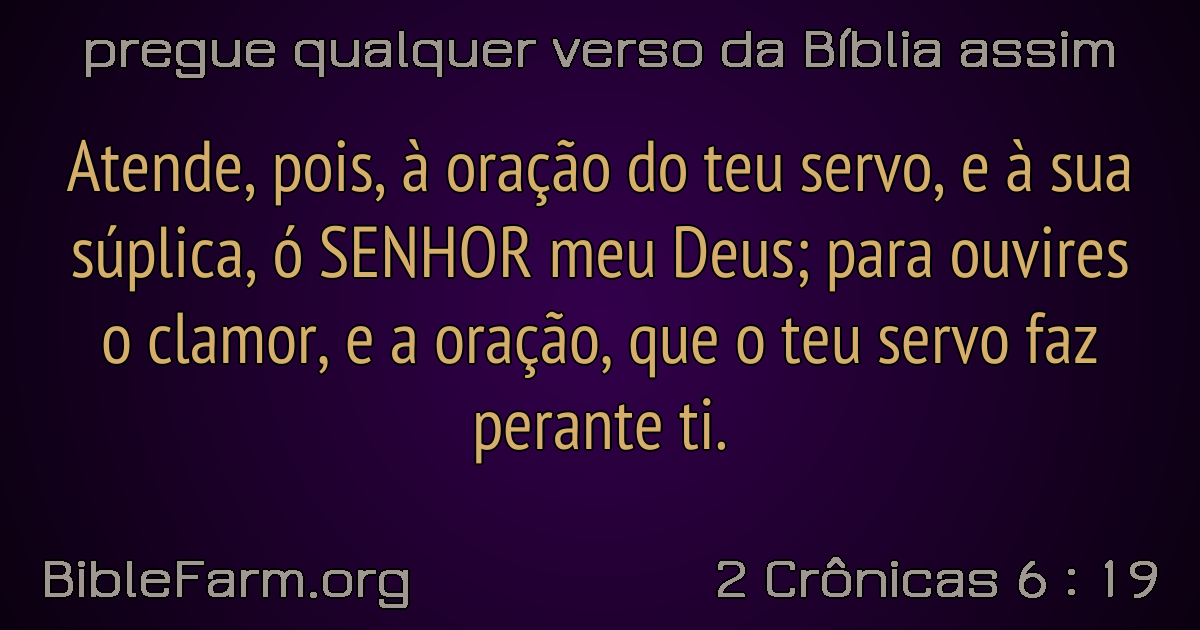 pregue qualquer verso da Bíblia assim
Atende, pois, à oração do teu servo, e à sua
súplica, ó SENHOR meu Deus; para ouvires
o clamor, e a oração, que o teu servo faz
perante ti.
BibleFarm.org
2 Crônicas 6 : 19